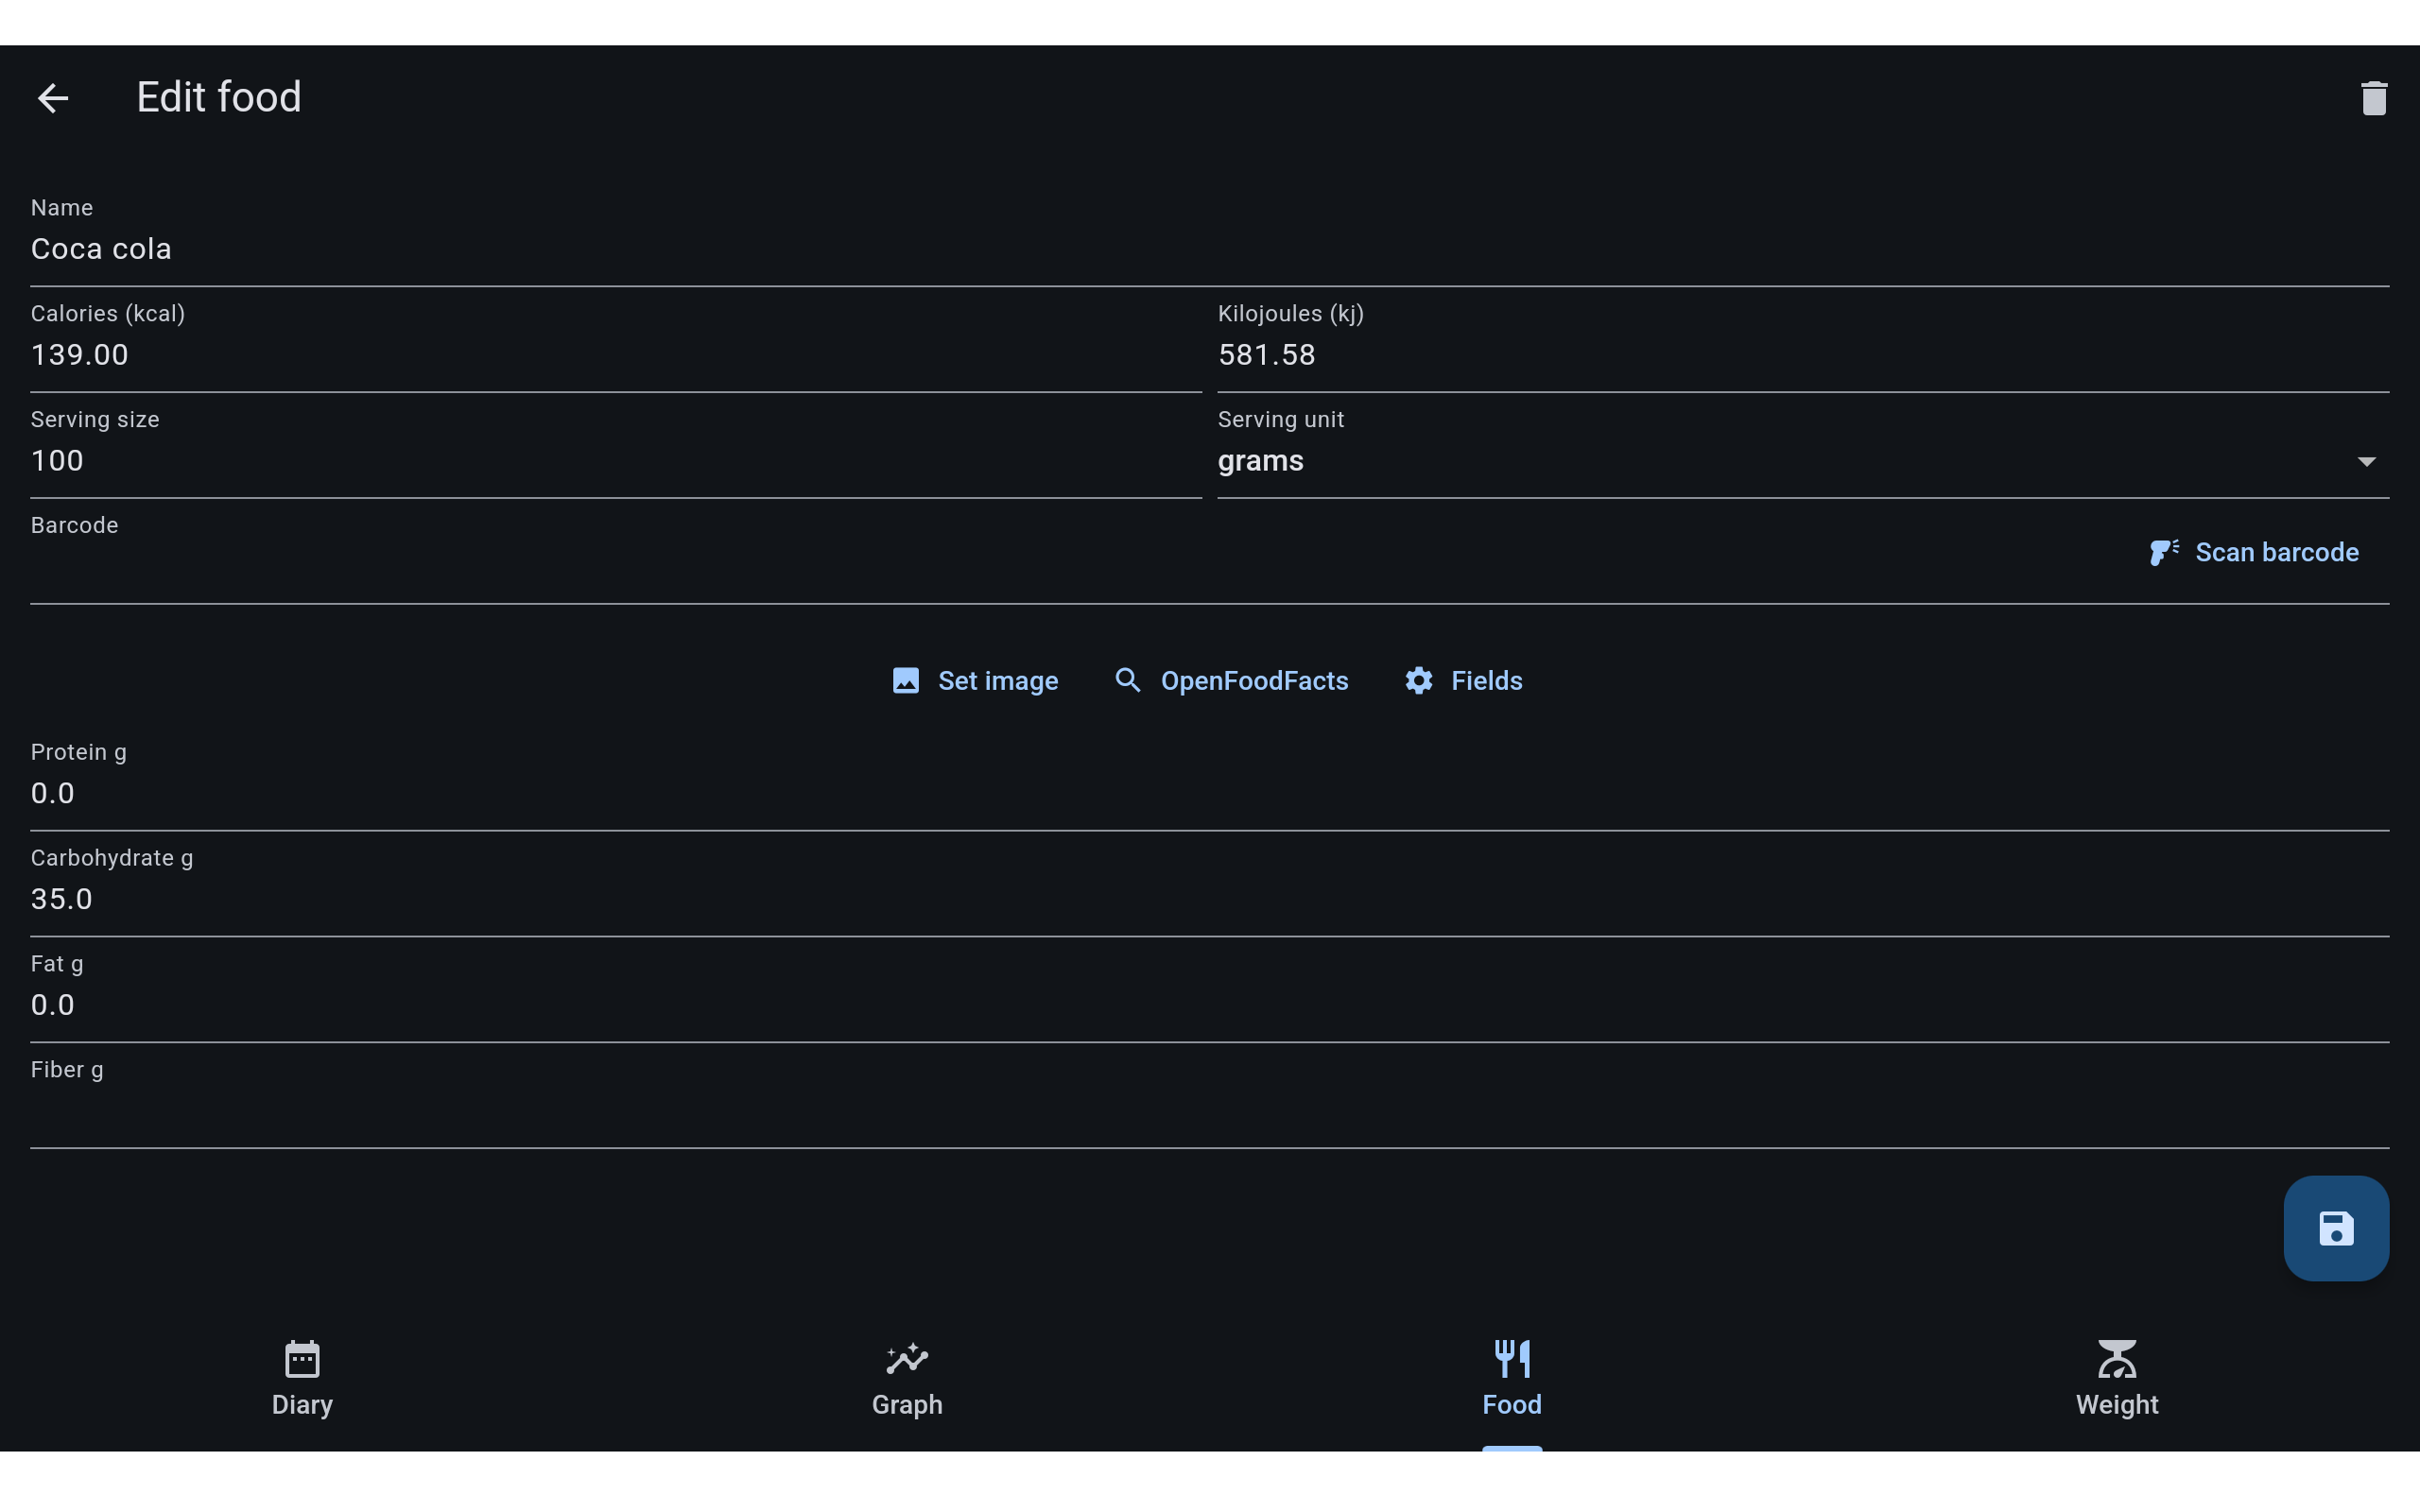 Edit food
Name
Coca cola
Calories (kcal)
139.00
Kilojoules (kj)
581.58
Serving size
100
Serving unit
grams
Barcode
Scan barcode
Set image
OpenFoodFacts
Fields
Protein g
0.0
Carbohydrate g
35.0
Fat g
0.0
Fiber g
Diary
Graph
Food
Weight